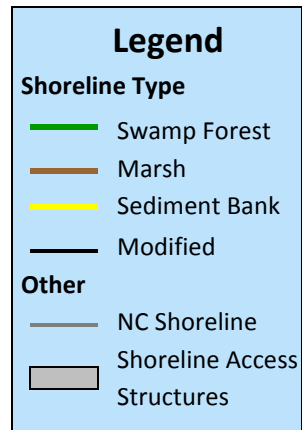 Legend
Shoreline Type
Swamp Forest
Marsh
Sediment Bank
Modified
Other
NC Shoreline
Shoreline Access
Structures